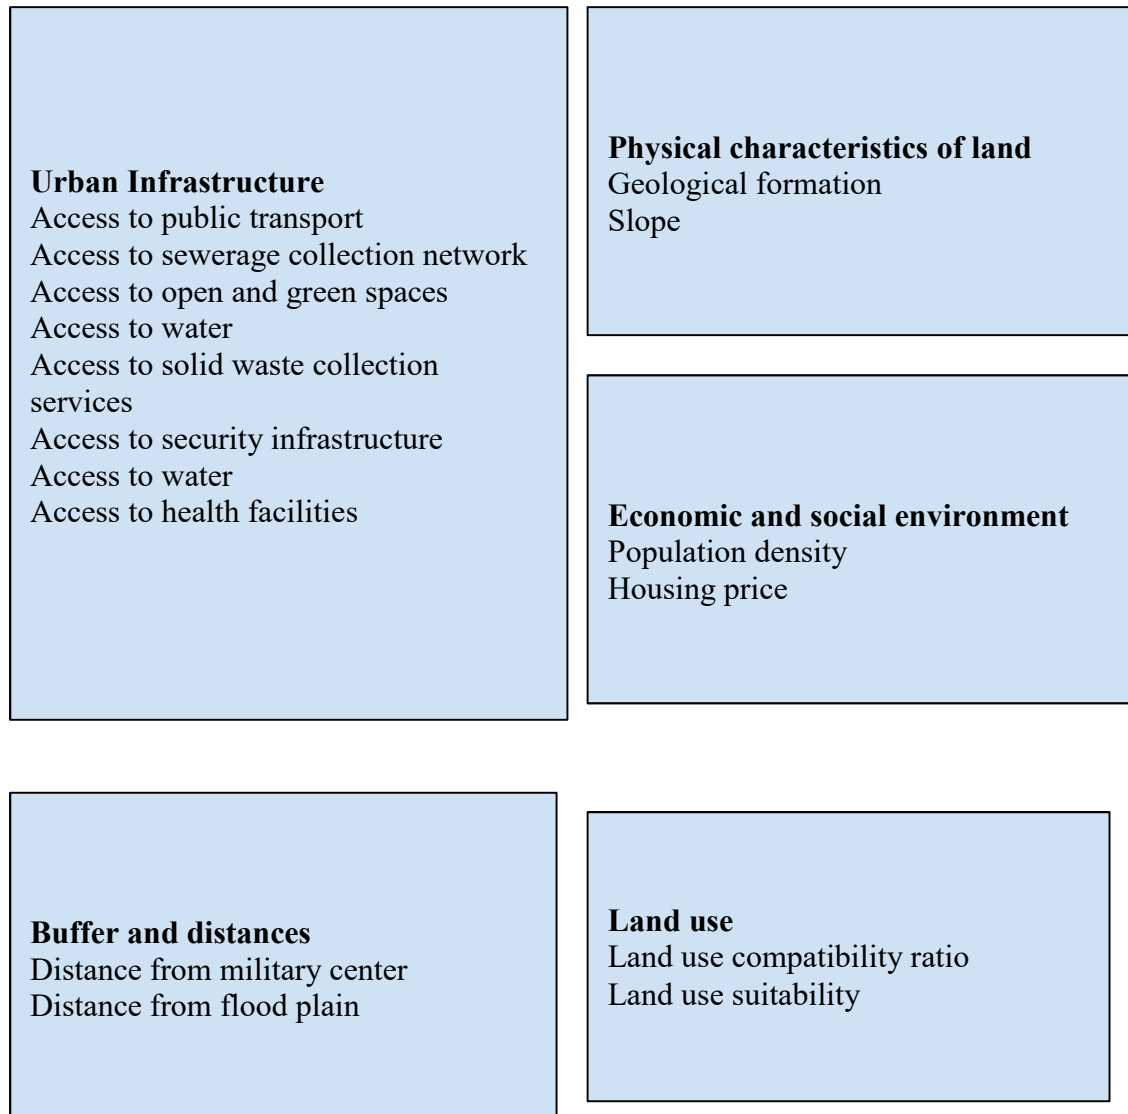 Urban Infrastructure
Access to public transport
Access to sewerage collection network
Access to open and green spaces
Access to water
Access to solid waste collection
services
Access to security infrastructure
Access to water
Access to health facilities
Physical characteristics of land
Geological formation
Slope
Economic and social environment
Population density
Housing price
Buffer and distances
Distance from military center
Distance from flood plain
Land use
Land use compatibility ratio
Land use suitability